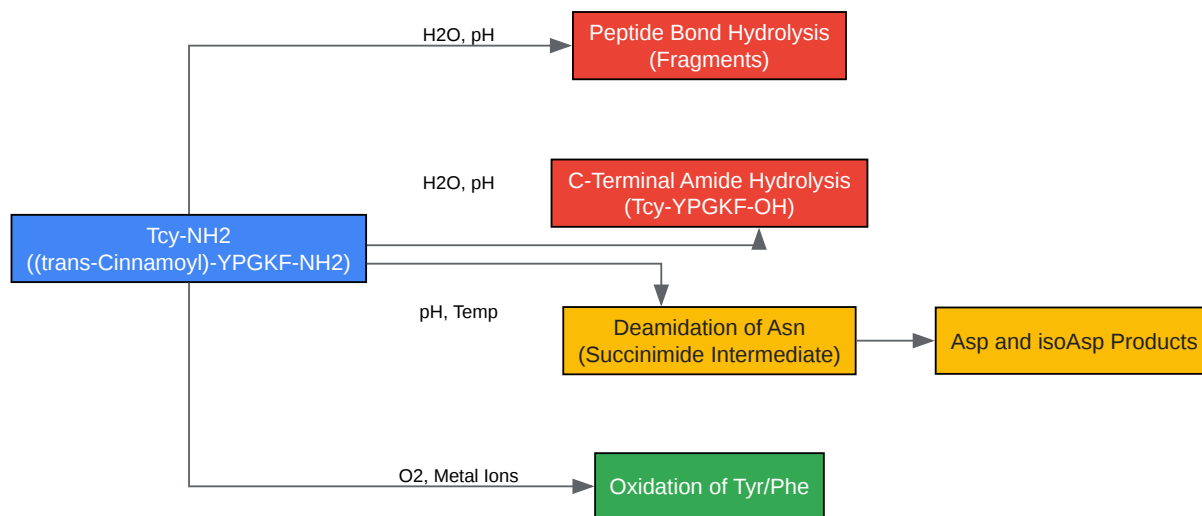 H2O, pH
Peptide Bond Hydrolysis
(Fragments)
H2O, pH
C-Terminal Amide Hydrolysis
(Tcy-YPGKF-OH)
Tcy-NH2
((trans-Cinnamoyl)-YPGKF-NH2)
pH, Temp
Deamidation of Asn
(Succinimide Intermediate)
Asp and isoAsp Products
O2, Metal Ions
Oxidation of Tyr/Phe